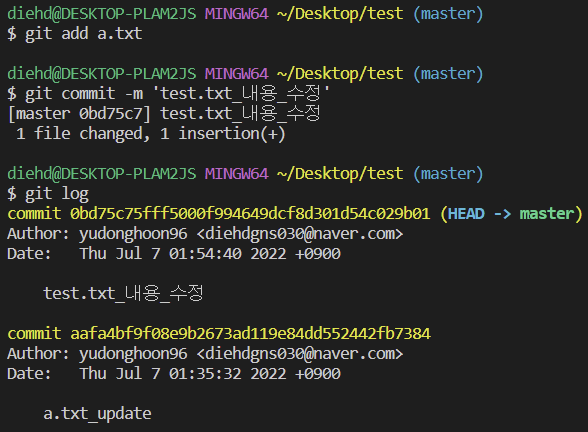 diehd@DESKTOP-PLAM2JS MINGW64 ~/Desktop/test (master)
$ git add a.txt
diehd@DESKTOP-PLAM2JS MINGW64 ~/Desktop/test (master)
$ git commit -m 'test.txt_내용_수정'
[master 0bd75c7] test.txt_내용_수정
 1 file changed, 1 insertion(+)
diehd@DESKTOP-PLAM2JS MINGW64 ~/Desktop/test (master)
$ git log
commit 0bd75c75fff5000f994649dcf8d301d54c029b01 (HEAD -> master)
Author: yudonghoon96 <diehdgns030@naver.com>
Date:   Thu Jul 7 01:54:40 2022 +0900
    test.txt_내용_수정
commit aafa4bf9f08e9b2673ad119e84dd552442fb7384
Author: yudonghoon96 <diehdgns030@naver.com>
Date:   Thu Jul 7 01:35:32 2022 +0900
    a.txt_update